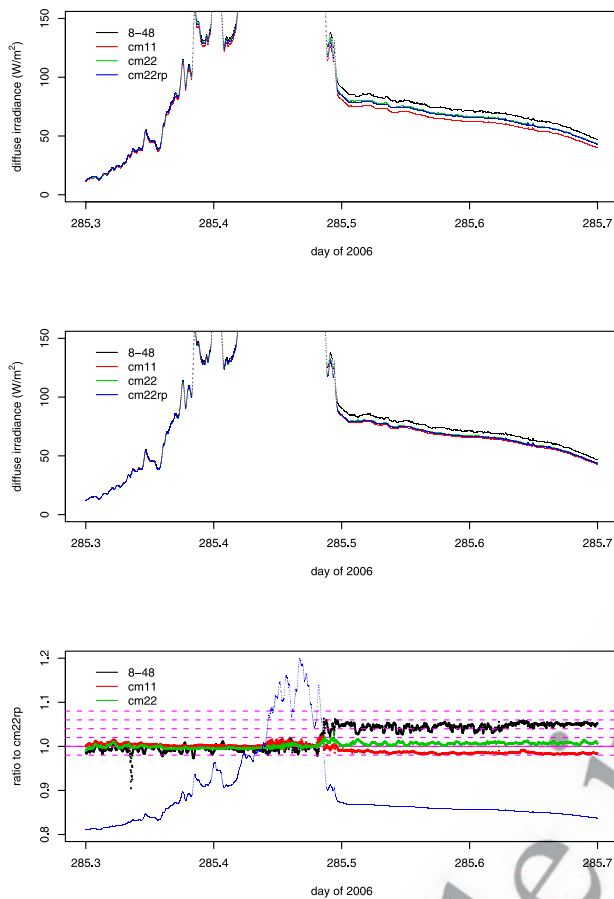 diffuse irradiance (W/m²)
150
100
50
0
8−48
cm11
cm22
cm22rp
285.3 285.4 285.5 285.6 285.7
day of 2006
diffuse irradiance (W/m²)
150
100
50
0
8−48
cm11
cm22
cm22rp
285.3 285.4 285.5 285.6 285.7
day of 2006
ratio to cm22rp
1.2
1.1
1.0
0.9
0.8
8−48
cm11
cm22
285.3 285.4 285.5 285.6 285.7
day of 2006